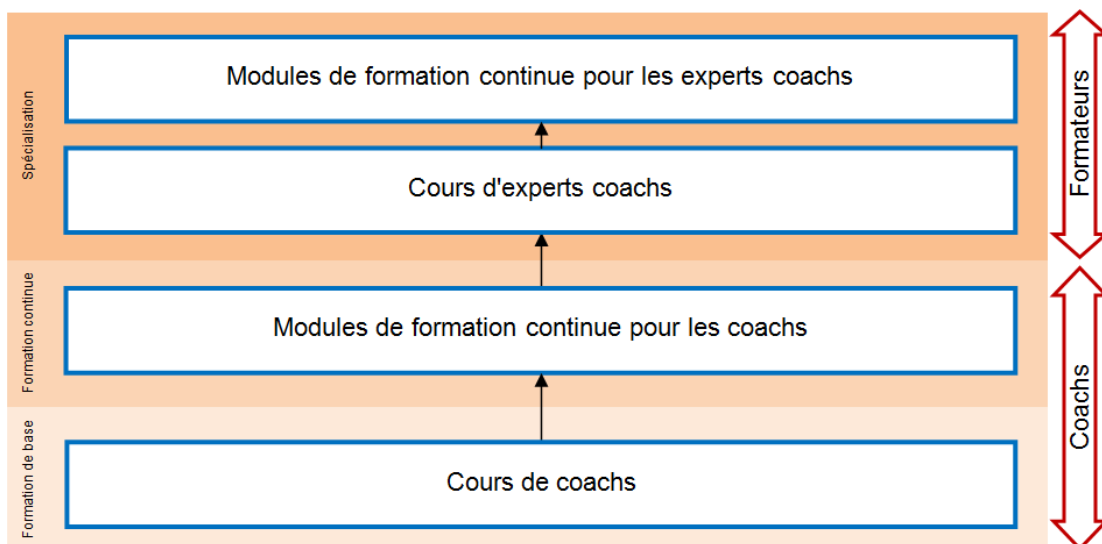 Spécialisation
Modules de formation continue pour les experts coachs
Cours d'experts coachs
Formateurs
Formation continue
Modules de formation continue pour les coachs
Coachs
Formation de base
Cours de coachs